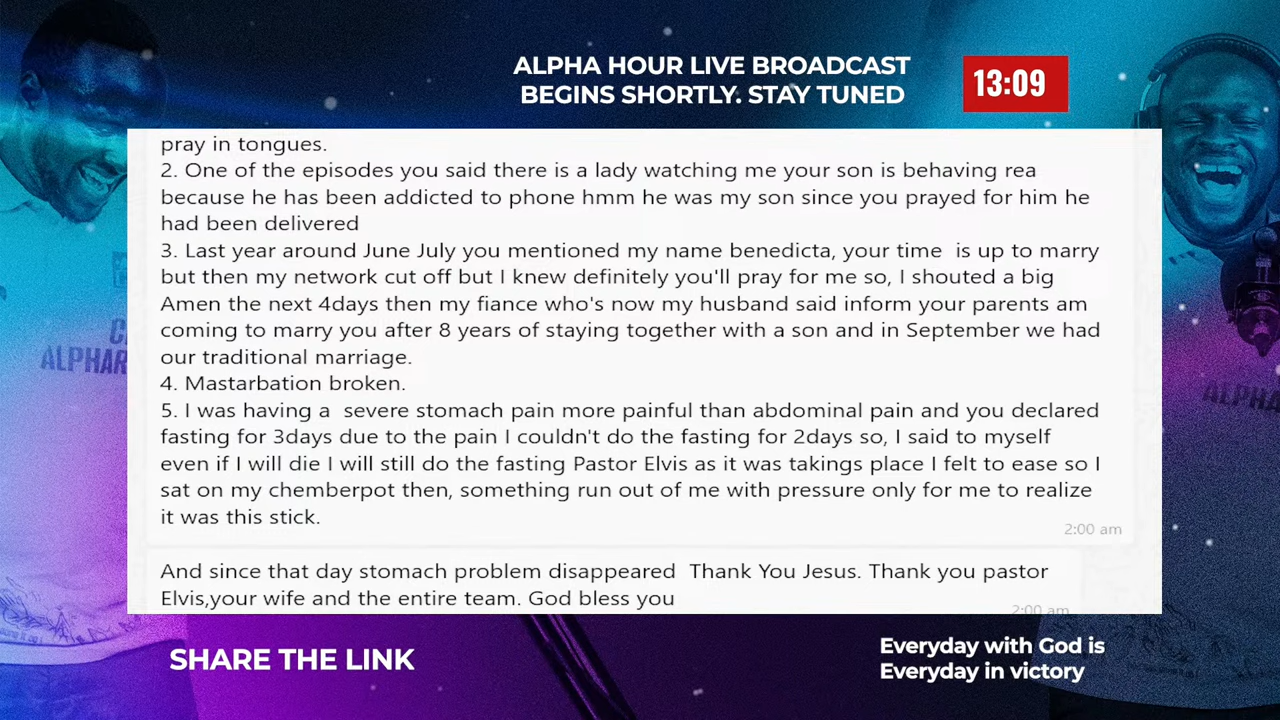 ALPHA HOUR LIVE BROADCAST
BEGINS SHORTLY. STAY TUNED
13:09
pray in tongues.
2. One of the episodes you said there is a lady watching me your son is behaving rea
because he has been addicted to phone hmm he was my son since you prayed for him he
had been delivered
3. Last year around June July you mentioned my name benedicta, your time  is up to marry
but then my network cut off but I knew definitely you'll pray for me so, I shouted a big
Amen the next 4days then my fiance who's now my husband said inform your parents am
coming to marry you after 8 years of staying together with a son and in September we had
our traditional marriage.
4. Mastarbation broken.
5. I was having a  severe stomach pain more painful than abdominal pain and you declared
fasting for 3days due to the pain I couldn't do the fasting for 2days so, I said to myself
even if I will die I will still do the fasting Pastor Elvis as it was takings place I felt to ease so I
sat on my chemberpot then, something run out of me with pressure only for me to realize
it was this stick.
2:00 am
And since that day stomach problem disappeared  Thank You Jesus. Thank you pastor
Elvis,your wife and the entire team. God bless you
2:00 am
SHARE THE LINK
Everyday with God is
Everyday in victory